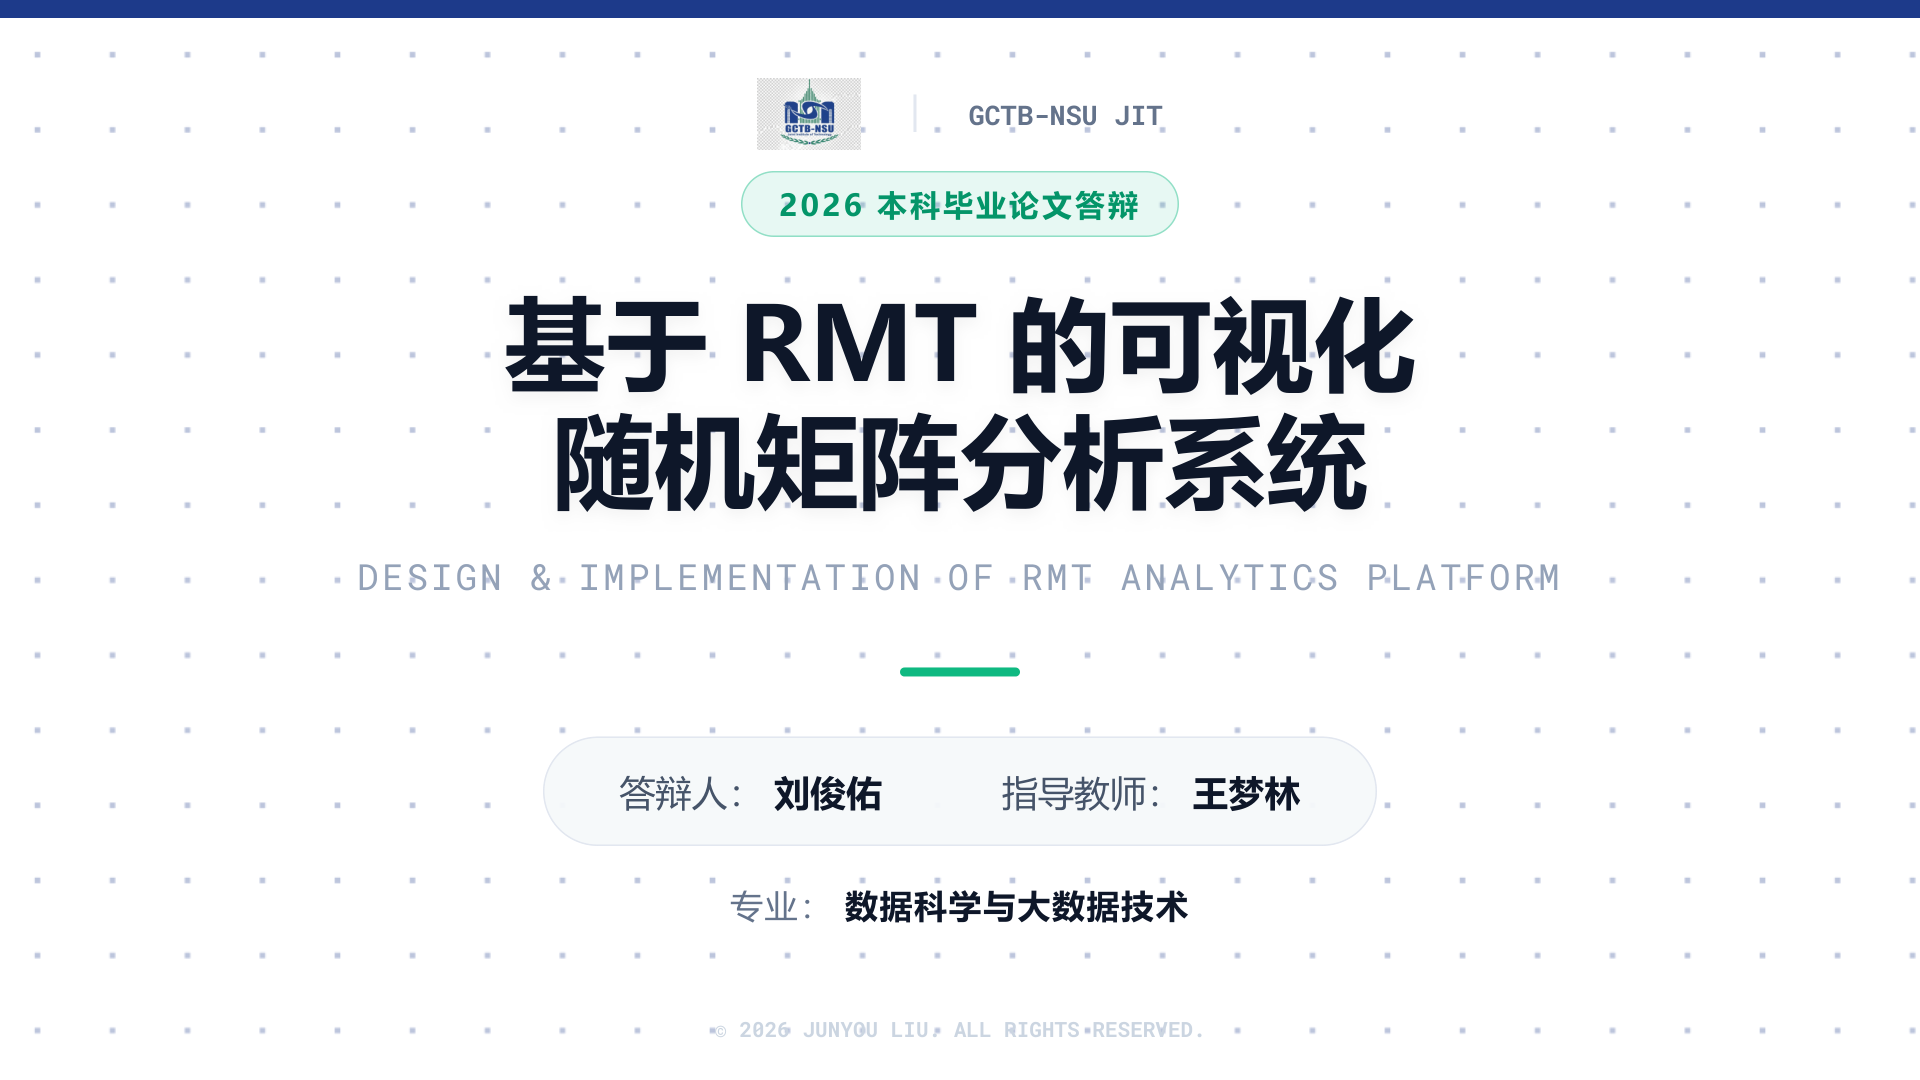 GCTB-NSU
GCTB-NSU JIT
2026 本科毕业论文答辩
基于 RMT 的可视化
随机矩阵分析系统
DESIGN & IMPLEMENTATION OF RMT ANALYTICS PLATFORM
答辩人： 刘俊佑 指导教师： 王梦林
专业： 数据科学与大数据技术
© 2026 JUNYOU LIU. ALL RIGHTS RESERVED.